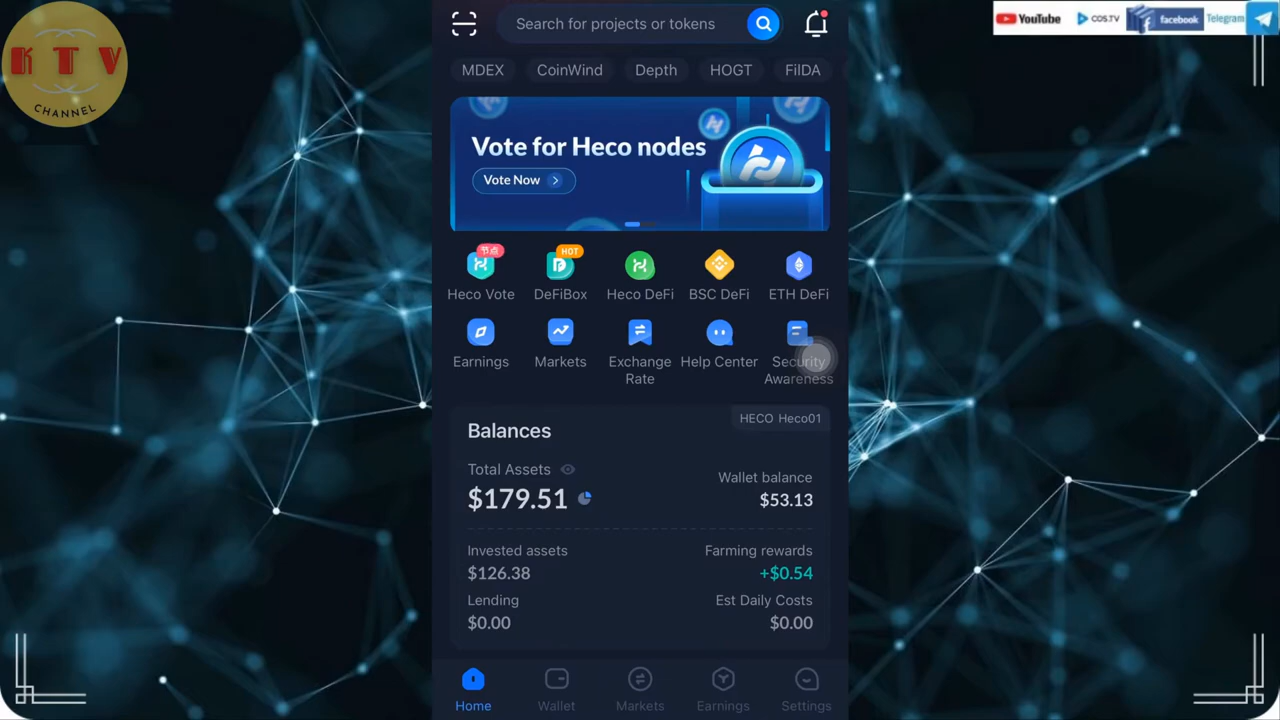 K T V
CHANNEL
YouTube
COS.TV
facebook
Telegram
Search for projects or tokens
MDEX
CoinWind
Depth
HOGT
FilDA
Vote for Heco nodes
Vote Now
节点
HOT
Heco Vote
DeFiBox
Heco DeFi
BSC DeFi
ETH DeFi
Earnings
Markets
Exchange
Rate
Help Center
Security
Awareness
HECO Heco01
Balances
Total Assets
$179.51
Wallet balance
$53.13
Invested assets
$126.38
Farming rewards
+$0.54
Lending
$0.00
Est Daily Costs
$0.00
Home
Wallet
Markets
Earnings
Settings